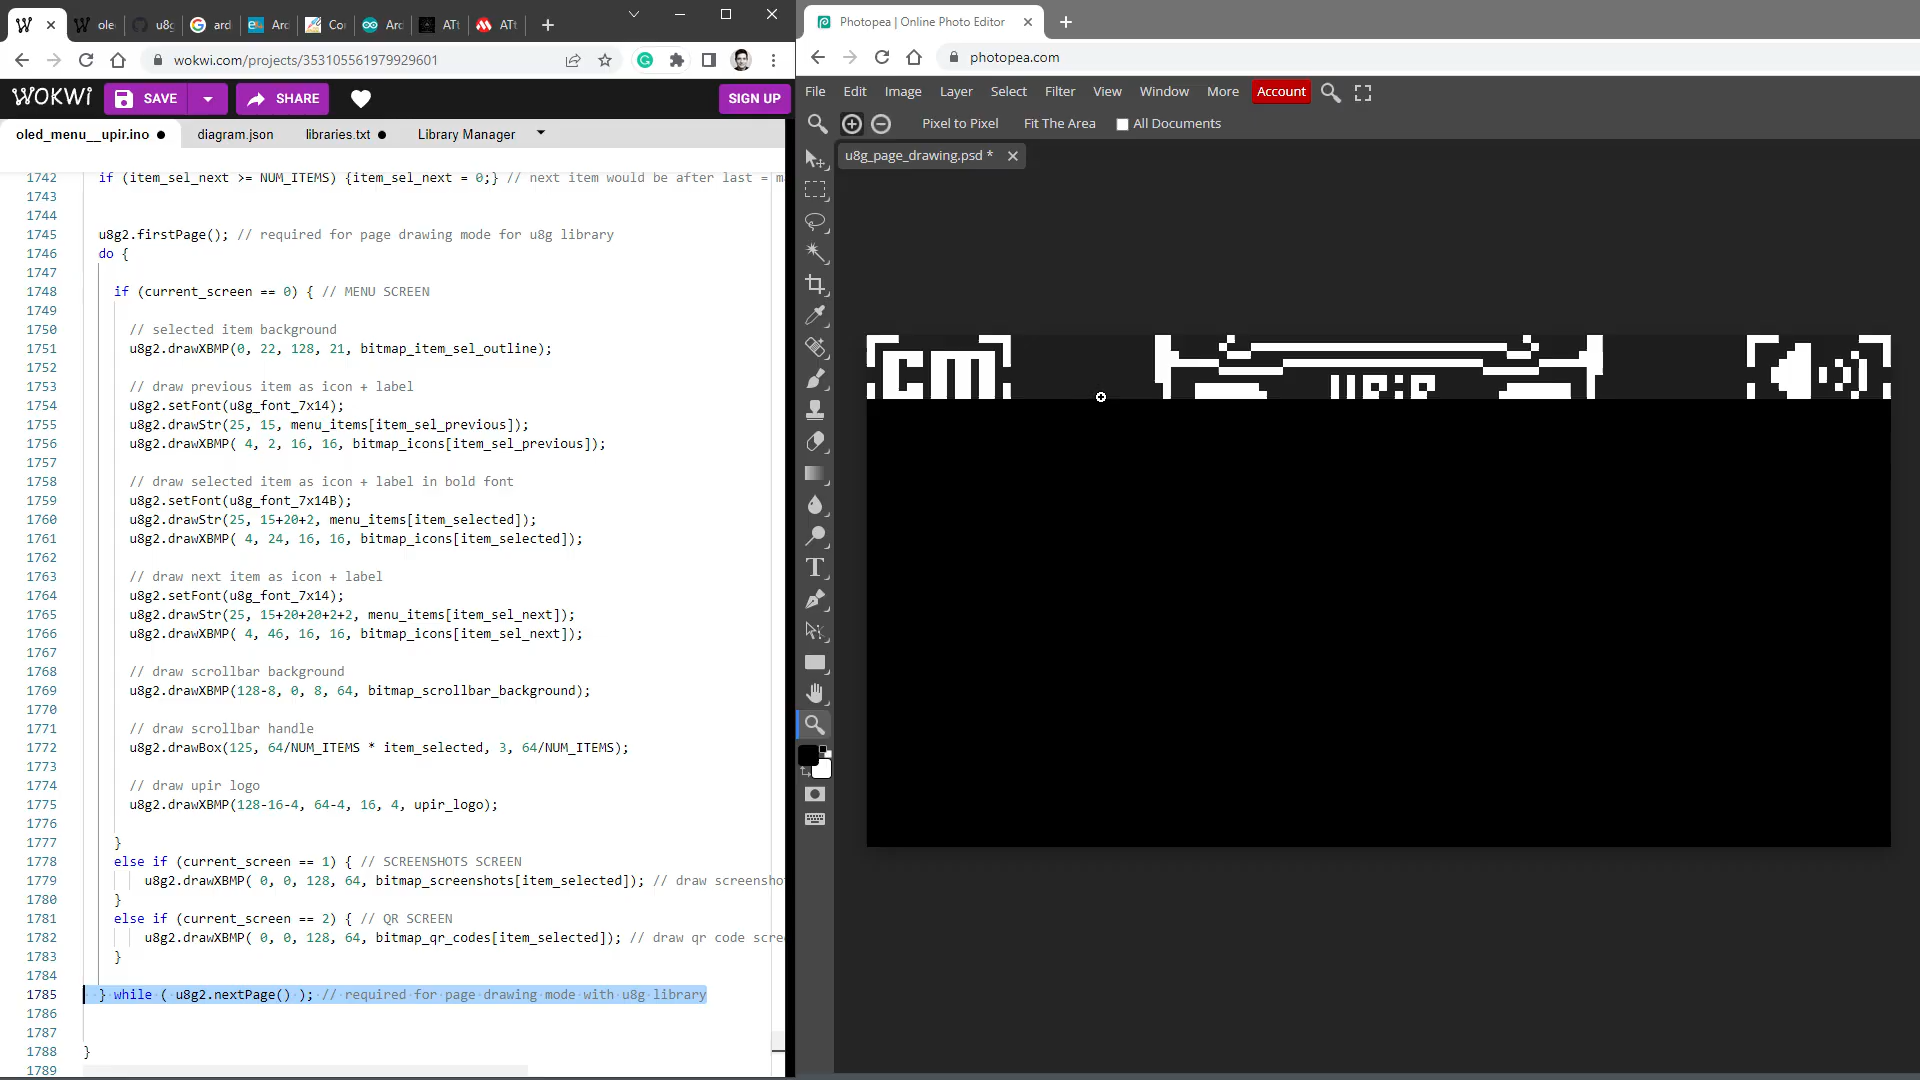 ole
u8g
ard
Ard
Co
Ard
ATt
ATt
Photopea | Online Photo Editor
wokwi.com/projects/353105561979929601
photopea.com
WOKWI
SAVE
SHARE
SIGN UP
File Edit Image Layer Select Filter View Window More Account
Pixel to Pixel Fit The Area All Documents
oled_menu__upir.ino diagram.json libraries.txt Library Manager
u8g_page_drawing.psd *
1742 if (item_sel_next >= NUM_ITEMS) {item_sel_next = 0;} // next item would be after last = m
1743
1744
1745 u8g2.firstPage(); // required for page drawing mode for u8g library
1746 do {
1747
1748 if (current_screen == 0) { // MENU SCREEN
1749
1750 // selected item background
1751 u8g2.drawXBMP(0, 22, 128, 21, bitmap_item_sel_outline);
1752
1753 // draw previous item as icon + label
1754 u8g2.setFont(u8g_font_7x14);
1755 u8g2.drawStr(25, 15, menu_items[item_sel_previous]);
1756 u8g2.drawXBMP( 4, 2, 16, 16, bitmap_icons[item_sel_previous]);
1757
1758 // draw selected item as icon + label in bold font
1759 u8g2.setFont(u8g_font_7x14B);
1760 u8g2.drawStr(25, 15+20+2, menu_items[item_selected]);
1761 u8g2.drawXBMP( 4, 24, 16, 16, bitmap_icons[item_selected]);
1762
1763 // draw next item as icon + label
1764 u8g2.setFont(u8g_font_7x14);
1765 u8g2.drawStr(25, 15+20+20+2+2, menu_items[item_sel_next]);
1766 u8g2.drawXBMP( 4, 46, 16, 16, bitmap_icons[item_sel_next]);
1767
1768 // draw scrollbar background
1769 u8g2.drawXBMP(128-8, 0, 8, 64, bitmap_scrollbar_background);
1770
1771 // draw scrollbar handle
1772 u8g2.drawBox(125, 64/NUM_ITEMS * item_selected, 3, 64/NUM_ITEMS);
1773
1774 // draw upir logo
1775 u8g2.drawXBMP(128-16-4, 64-4, 16, 4, upir_logo);
1776
1777 }
1778 else if (current_screen == 1) { // SCREENSHOTS SCREEN
1779 u8g2.drawXBMP( 0, 0, 128, 64, bitmap_screenshots[item_selected]); // draw screensho
1780 }
1781 else if (current_screen == 2) { // QR SCREEN
1782 u8g2.drawXBMP( 0, 0, 128, 64, bitmap_qr_codes[item_selected]); // draw qr code scre
1783 }
1784
1785 } while ( u8g2.nextPage() ); // required for page drawing mode with u8g library
1786
1787
1788 }
1789
cm